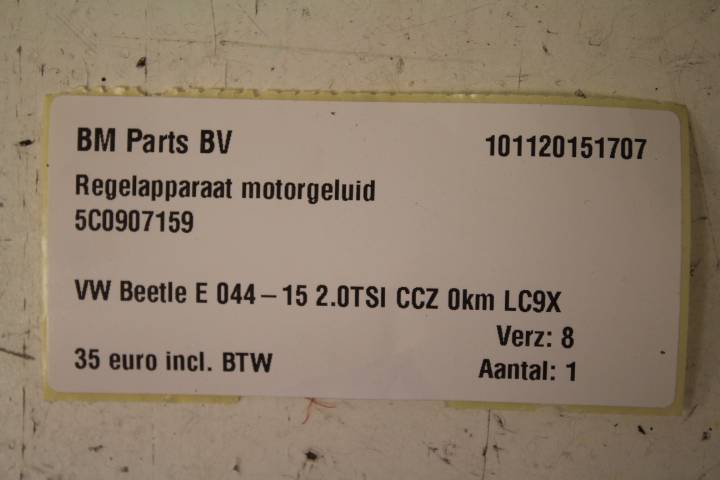 BM Parts BV 101120151707
Regelapparaat motorgeluid
5C0907159
VW Beetle E 044-15 2.0TSI CCZ 0km LC9X
Verz: 8
35 euro incl. BTW Aantal: 1